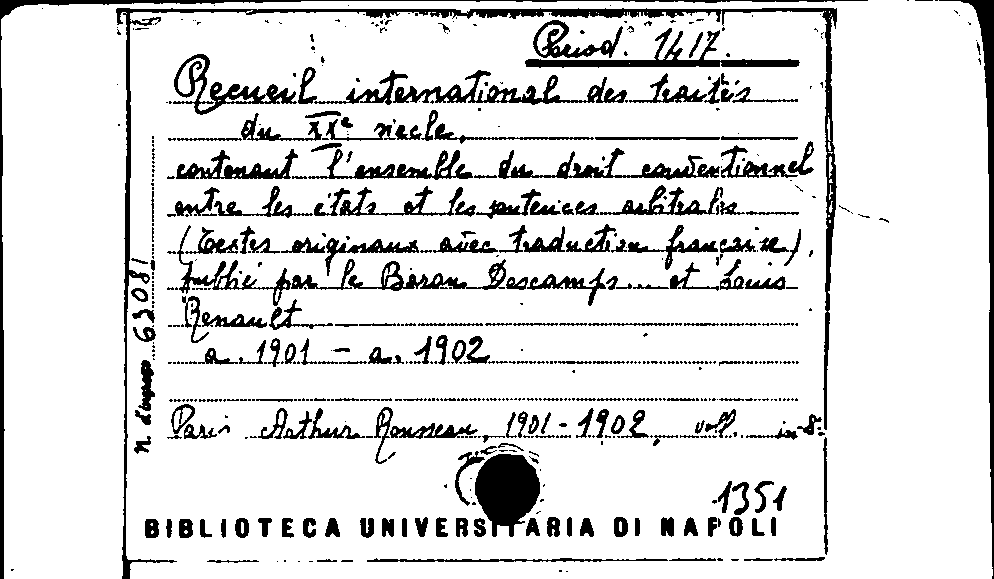 Period. 1417.
Recueil international des traités
du XXe siecle,
contenant l'ensemble du droit conventionnel
entre les états et les sentences arbitrales
(Textes originaux avec traduction française),
publié par le Baron Descamps... et Louis
Renault.
a. 1901 - a. 1902
Paris Arthur Rousseau, 1901-1902, voll. in-8.
N. d'ingresso 6308
1351
BIBLIOTECA UNIVERSITARIA DI NAPOLI